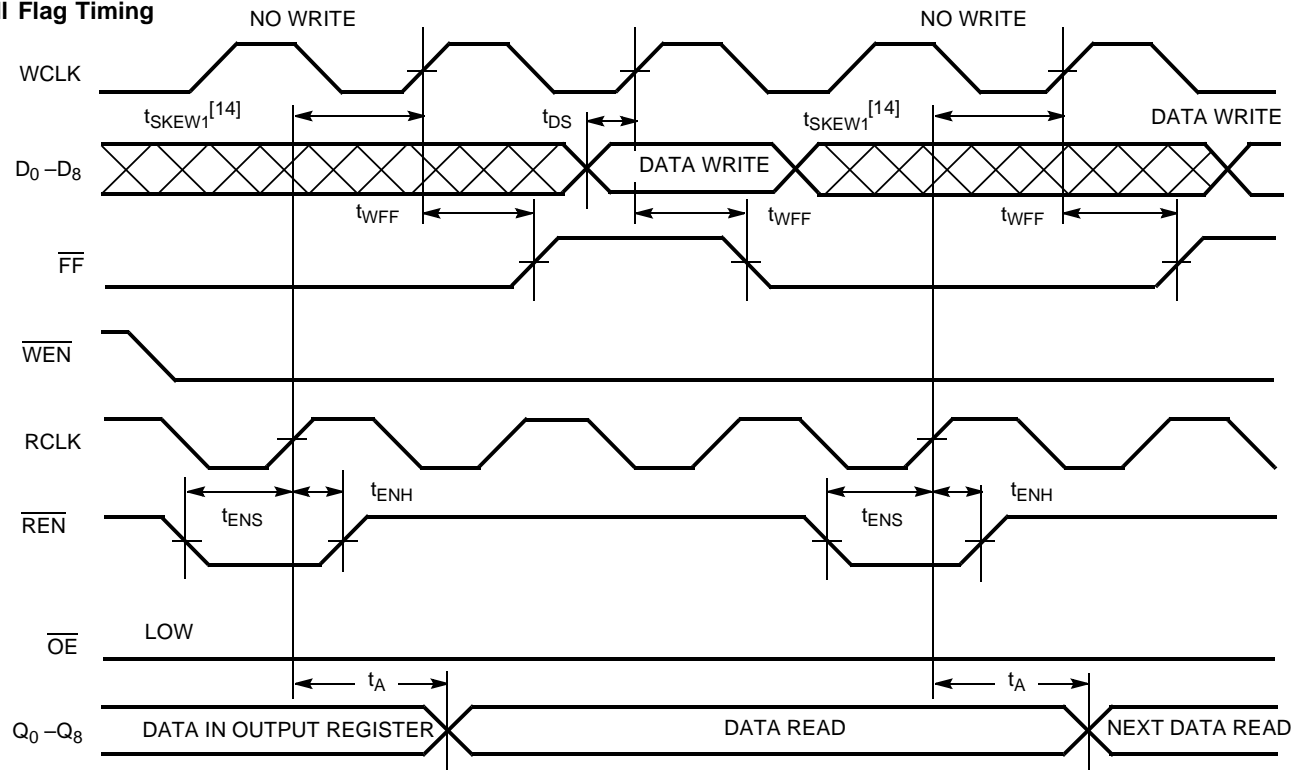 ll Flag Timing
NO WRITE NO WRITE
WCLK
tSKEW1[14] tDS tSKEW1[14] DATA WRITE
D0 –D8 DATA WRITE
tWFF tWFF tWFF
FF
WEN
RCLK
tENH tENH
REN tENS tENS
LOW
OE
tA tA
Q0 –Q8 DATA IN OUTPUT REGISTER DATA READ NEXT DATA READ